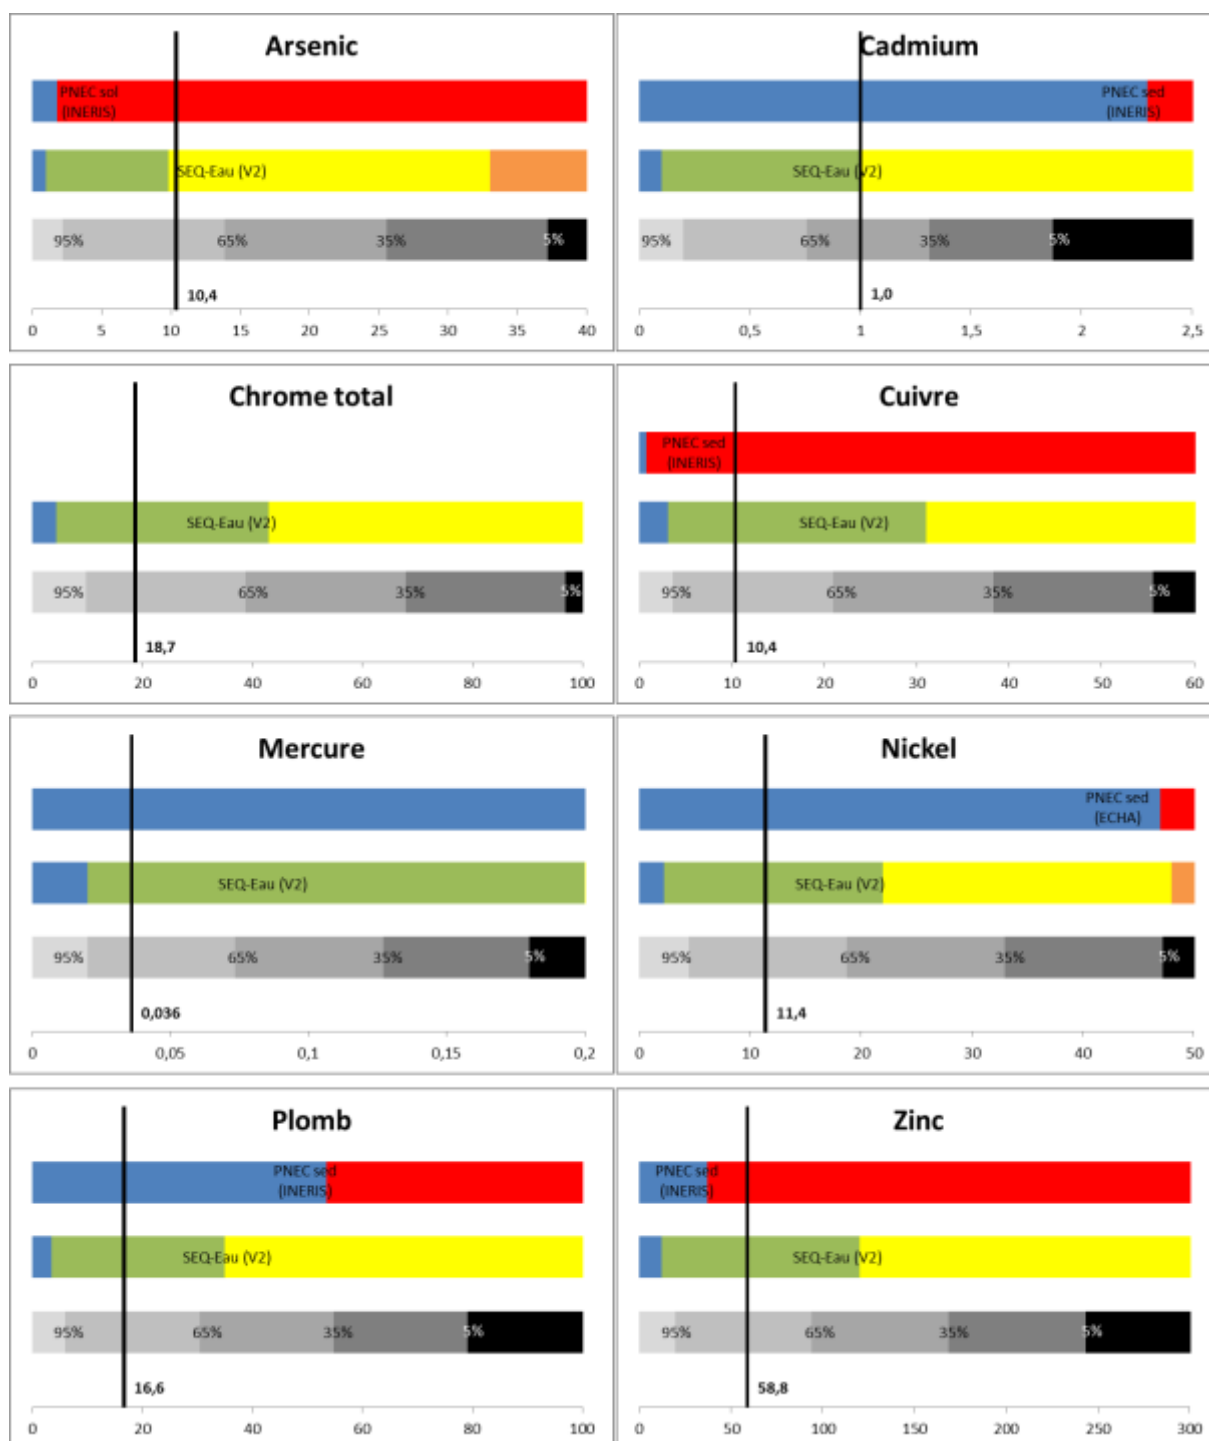 Arsenic
PNEC sol
(INERIS)
SEQ-Eau (V2)
95% 65% 35% 5%
10,4
0 5 10 15 20 25 30 35 40
Cadmium
PNEC sed
(INERIS)
SEQ-Eau (V2)
95% 65% 35% 5%
1,0
0 0,5 1 1,5 2 2,5
Chrome total
SEQ-Eau (V2)
95% 65% 35% 5%
18,7
0 20 40 60 80 100
Cuivre
PNEC sed
(INERIS)
SEQ-Eau (V2)
95% 65% 35% 5%
10,4
0 10 20 30 40 50 60
Mercure
SEQ-Eau (V2)
95% 65% 35% 5%
0,036
0 0,05 0,1 0,15 0,2
Nickel
PNEC sed
(ECHA)
SEQ-Eau (V2)
95% 65% 35% 5%
11,4
0 10 20 30 40 50
Plomb
PNEC sed
(INERIS)
SEQ-Eau (V2)
95% 65% 35% 5%
16,6
0 20 40 60 80 100
Zinc
PNEC sed
(INERIS)
SEQ-Eau (V2)
95% 65% 35% 5%
58,8
0 50 100 150 200 250 300